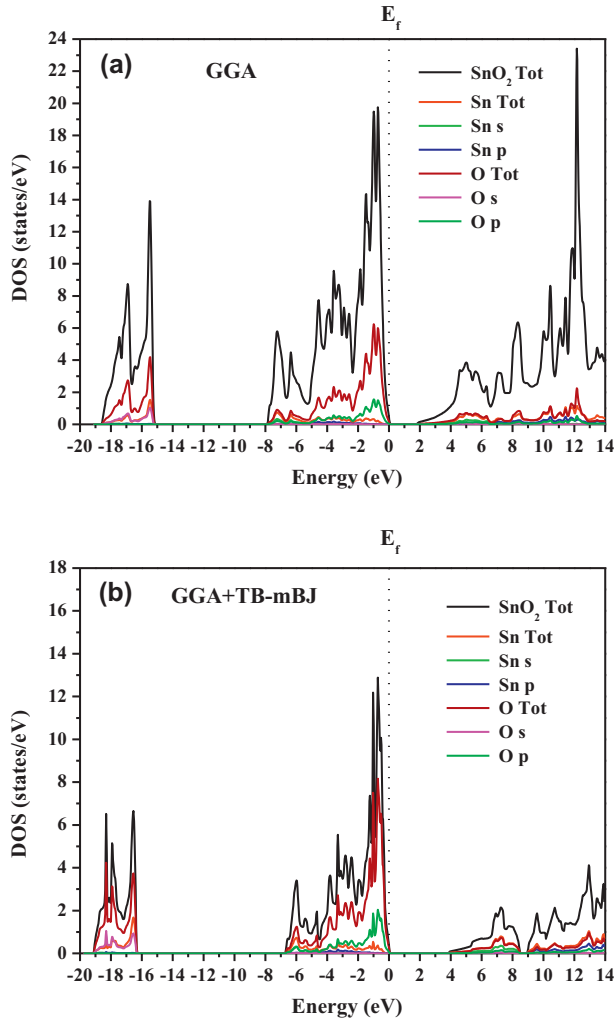 E_f
(a)
GGA
SnO₂ Tot
Sn Tot
Sn s
Sn p
O Tot
O s
O p
DOS (states/eV)
24
22
20
18
16
14
12
10
8
6
4
2
0
-20 -18 -16 -14 -12 -10 -8 -6 -4 -2 0 2 4 6 8 10 12 14
Energy (eV)
E_f
(b)
GGA+TB-mBJ
SnO₂ Tot
Sn Tot
Sn s
Sn p
O Tot
O s
O p
DOS (states/eV)
18
16
14
12
10
8
6
4
2
0
-20 -18 -16 -14 -12 -10 -8 -6 -4 -2 0 2 4 6 8 10 12 14
Energy (eV)